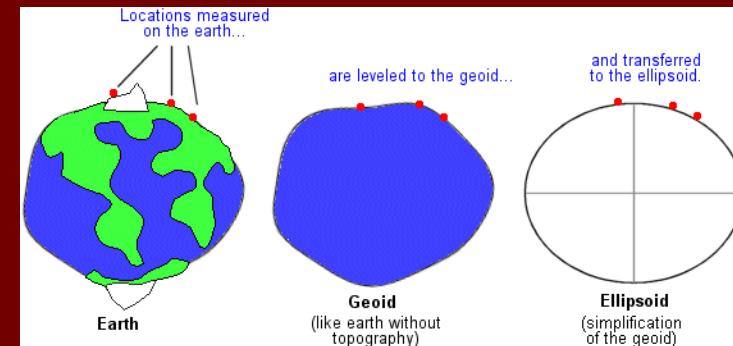 Locations measured
on the earth...
are leveled to the geoid...
and transferred
to the ellipsoid.
Earth
Geoid
(like earth without
topography)
Ellipsoid
(simplification
of the geoid)